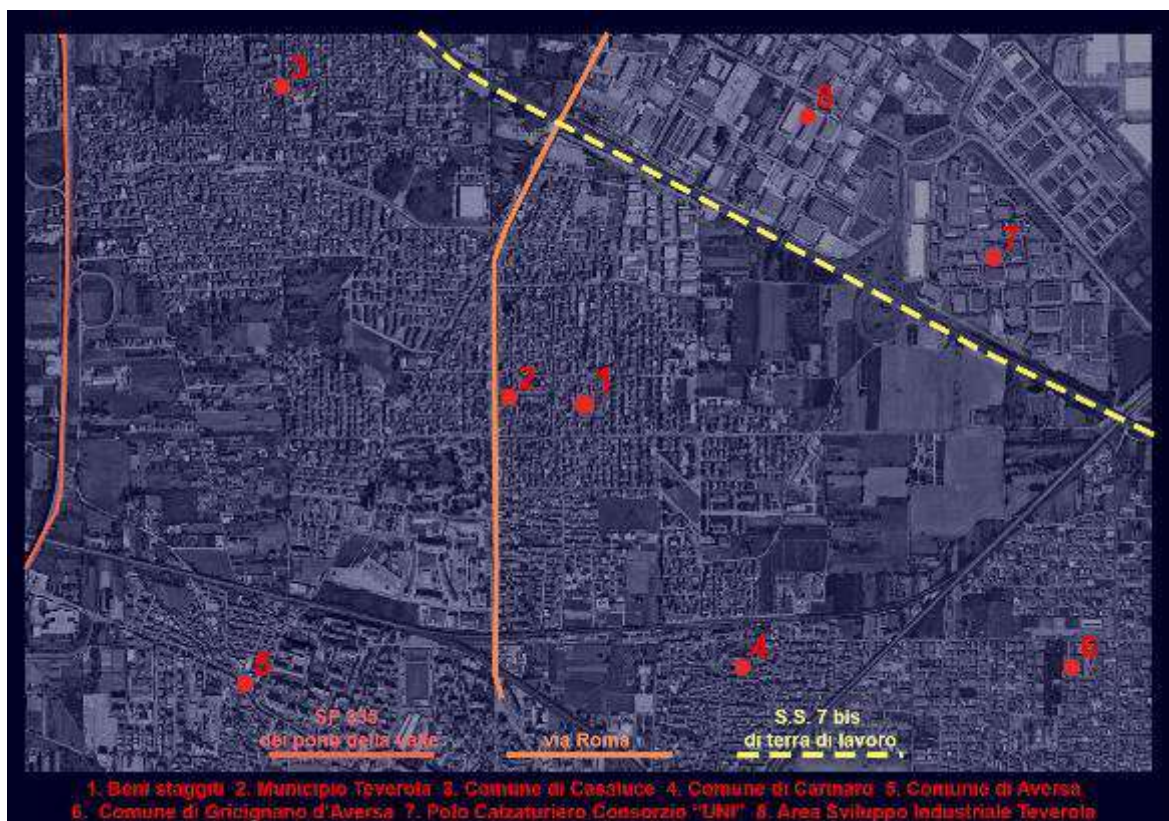 3
8
7
2
1
4
6
5
SP 335
dei ponti della valle
via Roma
S.S. 7 bis
di terra di lavoro
1. Beni staggiti 2. Municipio Teverola 3. Comune di Casaluce 4. Comune di Carinaro 5. Comune di Aversa
6. Comune di Gricignano d'Aversa 7. Polo Calzaturiero Consorzio "UNI" 8. Area Sviluppo Industriale Teverola